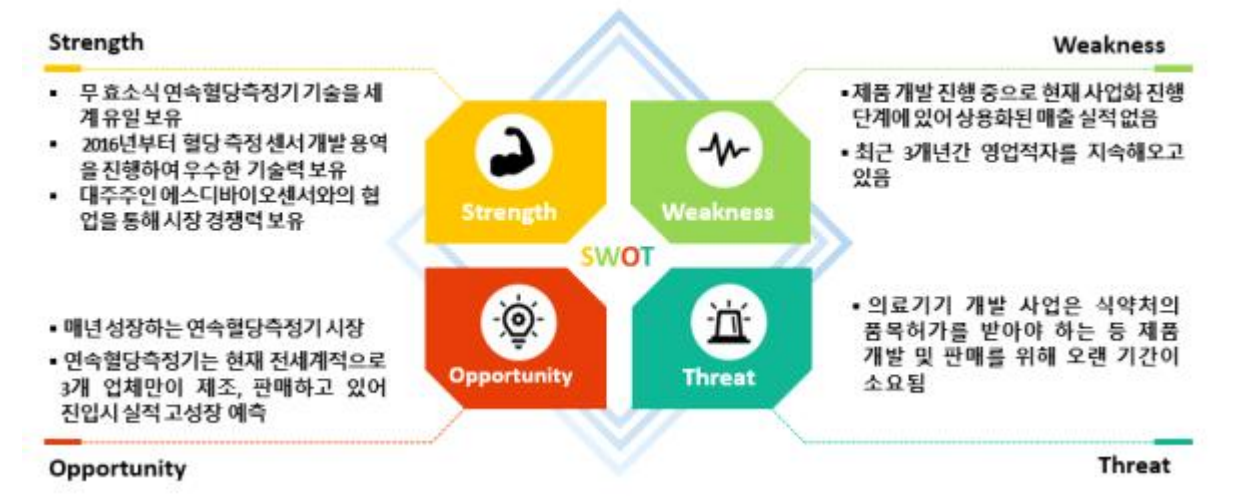 Strength
▪ 무 효소식 연속혈당측정기 기술을 세
계 유일 보유
▪ 2016년부터 혈당 측정 센서 개발 용역
을 진행하여 우수한 기술력 보유
▪ 대주주인 에스디바이오센서와의 협
업을 통해 시장 경쟁력 보유
Weakness
▪ 제품 개발 진행 중으로 현재 사업화 진행
단계에 있어 상용화된 매출 실적 없음
▪ 최근 3개년간 영업적자를 지속해오고
있음
Strength
Weakness
SWOT
Opportunity
Threat
▪ 매년 성장하는 연속혈당측정기 시장
▪ 연속혈당측정기는 현재 전세계적으로
3개 업체만이 제조, 판매하고 있어
진입시 실적 고성장 예측
Opportunity
▪ 의료기기 개발 사업은 식약처의
품목허가를 받아야 하는 등 제품
개발 및 판매를 위해 오랜 기간이
소요됨
Threat